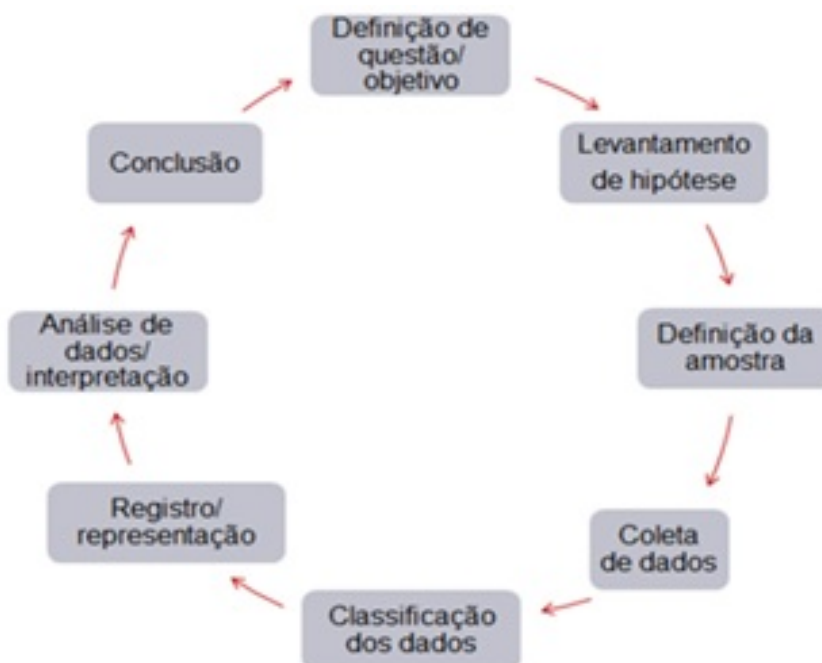 Definição de
questão/
objetivo
Levantamento
de hipótese
Definição da
amostra
Coleta
de dados
Classificação
dos dados
Registro/
representação
Análise de
dados/
interpretação
Conclusão